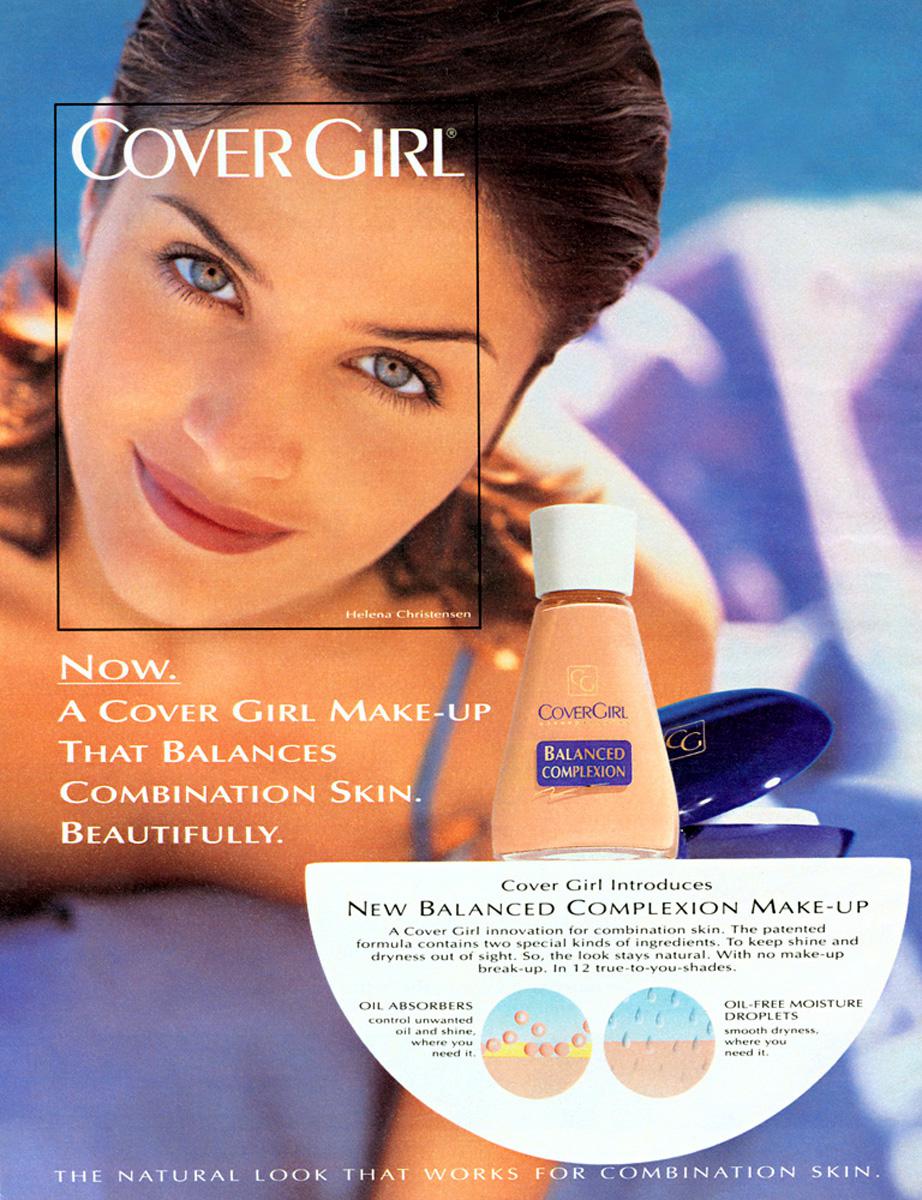 COVER GIRL®
Helena Christensen
NOW.
A COVER GIRL MAKE-UP
THAT BALANCES
COMBINATION SKIN.
BEAUTIFULLY.
CG
COVERGIRL
BALANCED
COMPLEXION
CG
Cover Girl Introduces
NEW BALANCED COMPLEXION MAKE-UP
A Cover Girl innovation for combination skin. The patented
formula contains two special kinds of ingredients. To keep shine and
dryness out of sight. So, the look stays natural. With no make-up
break-up. In 12 true-to-you-shades.
OIL ABSORBERS
control unwanted
oil and shine,
where you
need it.
OIL-FREE MOISTURE
DROPLETS
smooth dryness,
where you
need it.
THE NATURAL LOOK THAT WORKS FOR COMBINATION SKIN.